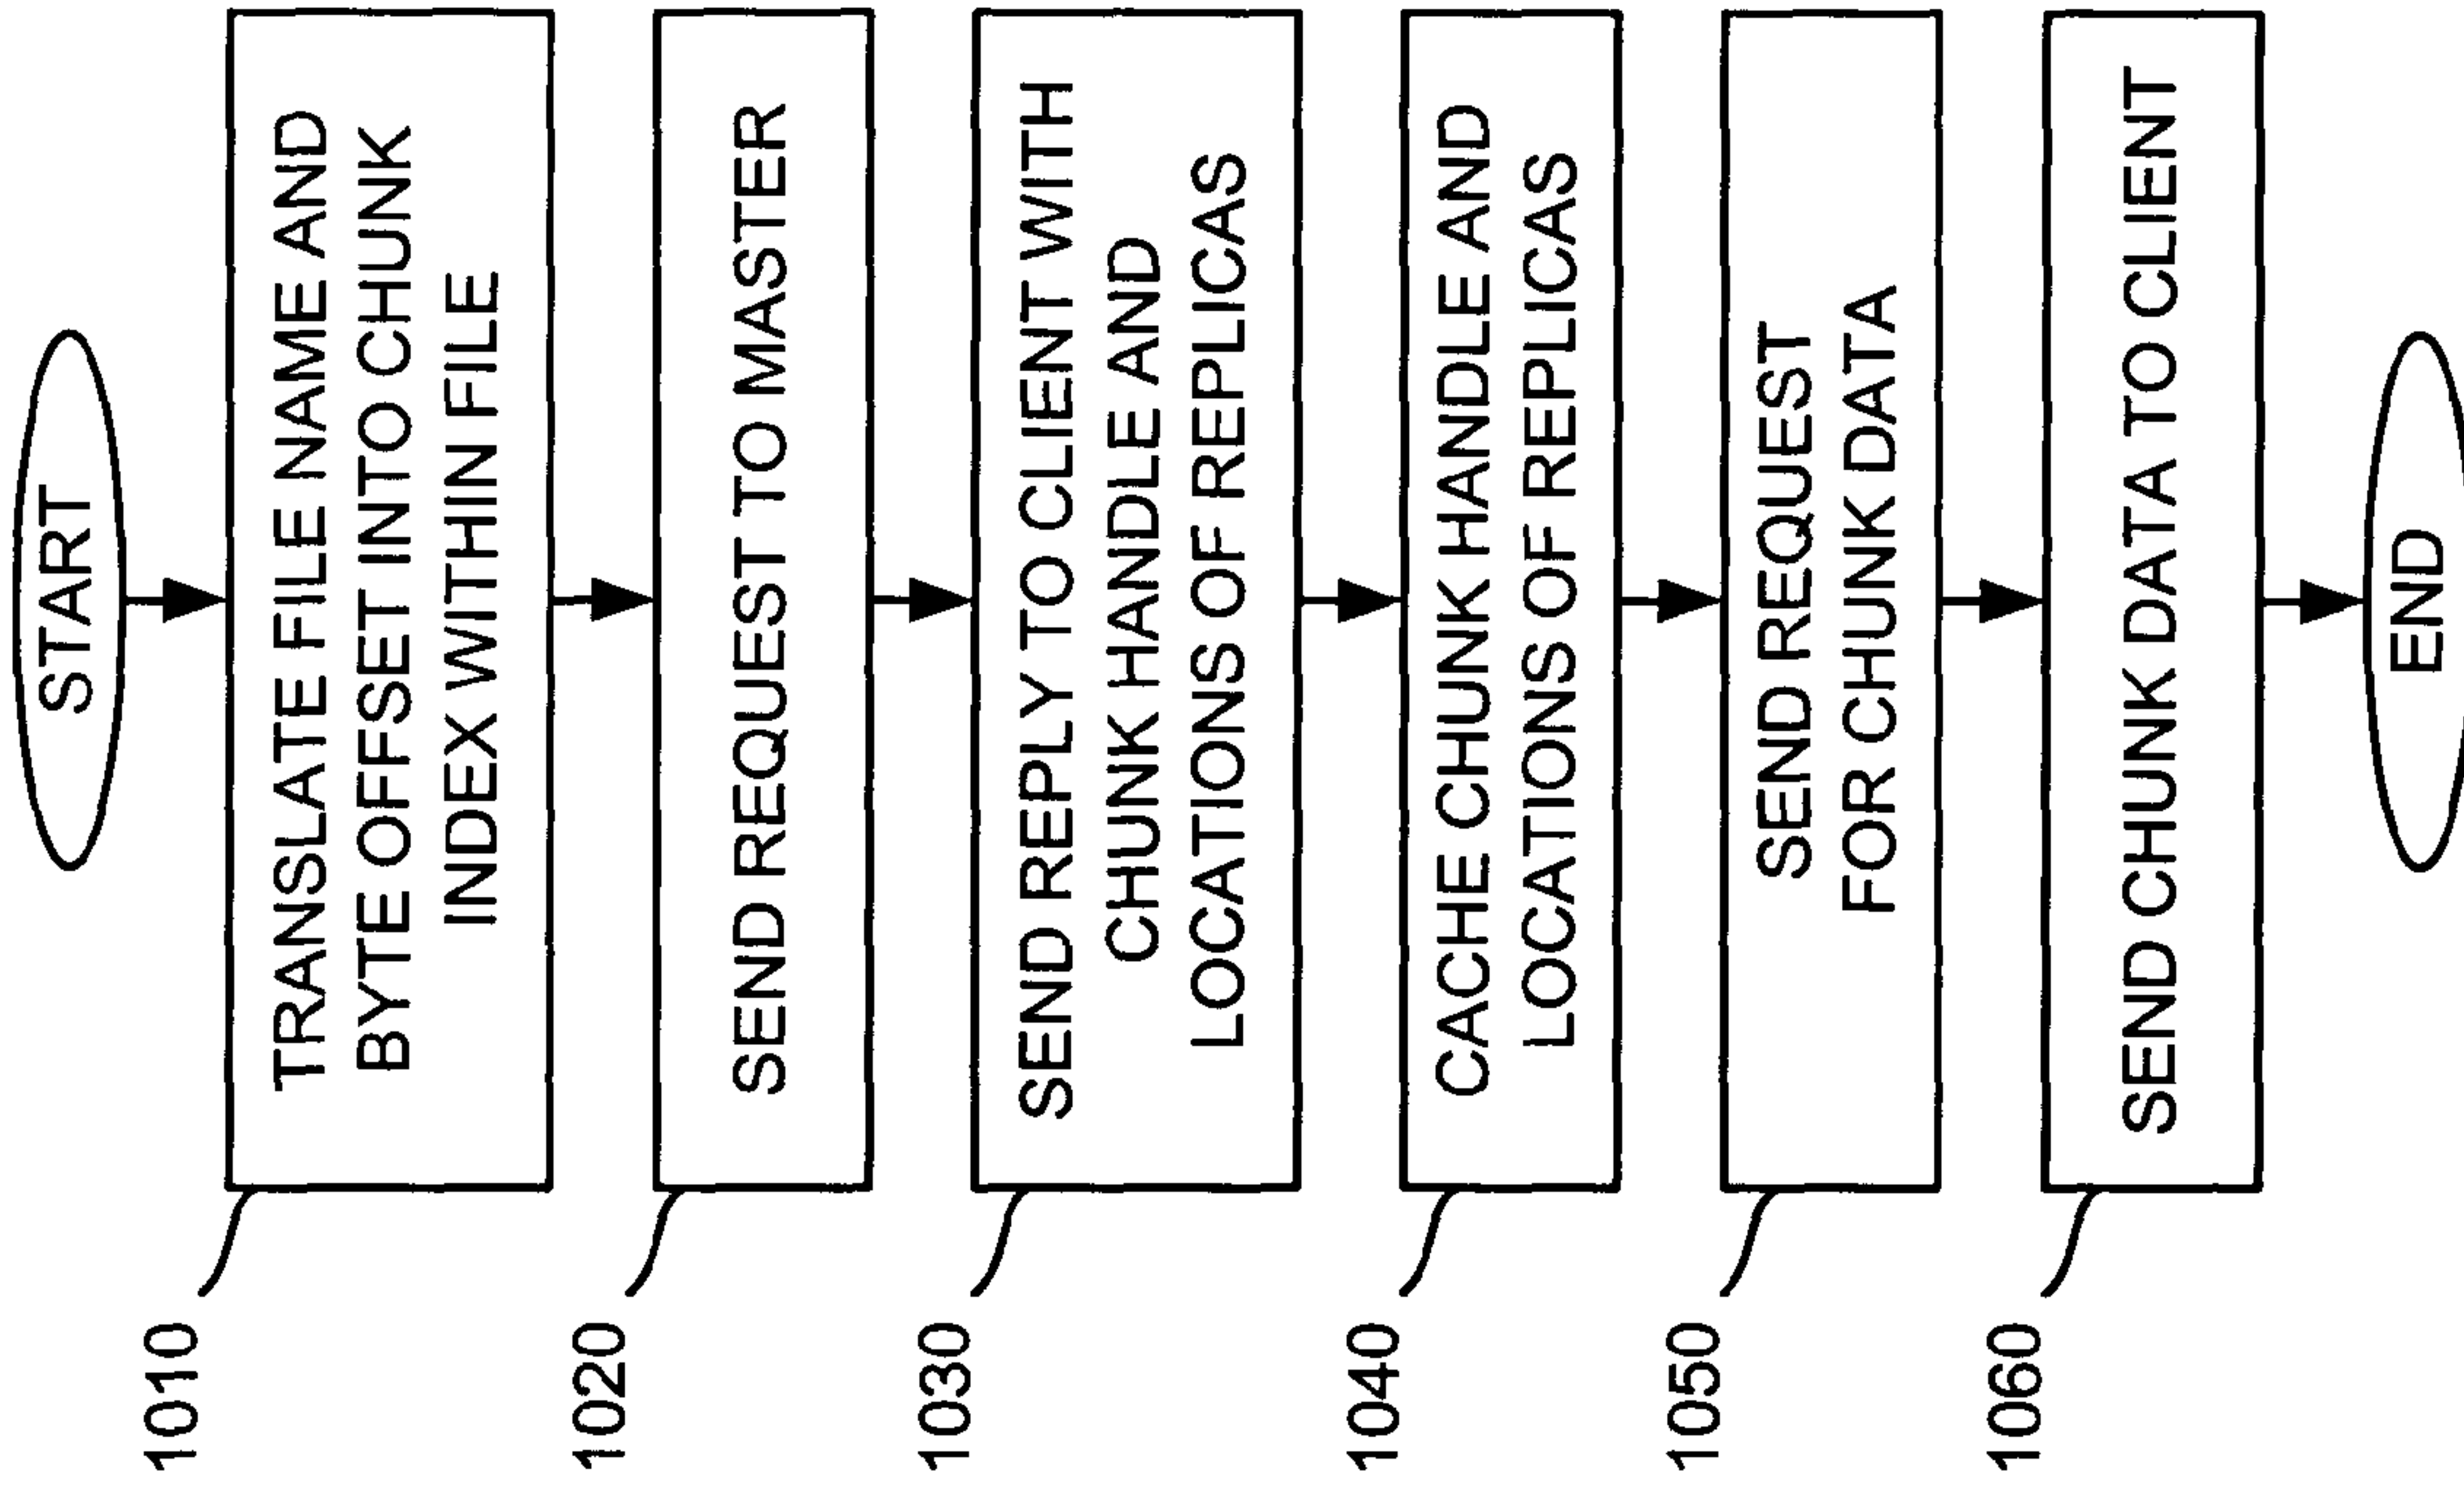 START
1010
TRANSLATE FILE NAME AND
BYTE OFFSET INTO CHUNK
INDEX WITHIN FILE
1020
SEND REQUEST TO MASTER
1030
SEND REPLY TO CLIENT WITH
CHUNK HANDLE AND
LOCATIONS OF REPLICAS
1040
CACHE CHUNK HANDLE AND
LOCATIONS OF REPLICAS
1050
SEND REQUEST
FOR CHUNK DATA
1060
SEND CHUNK DATA TO CLIENT
END